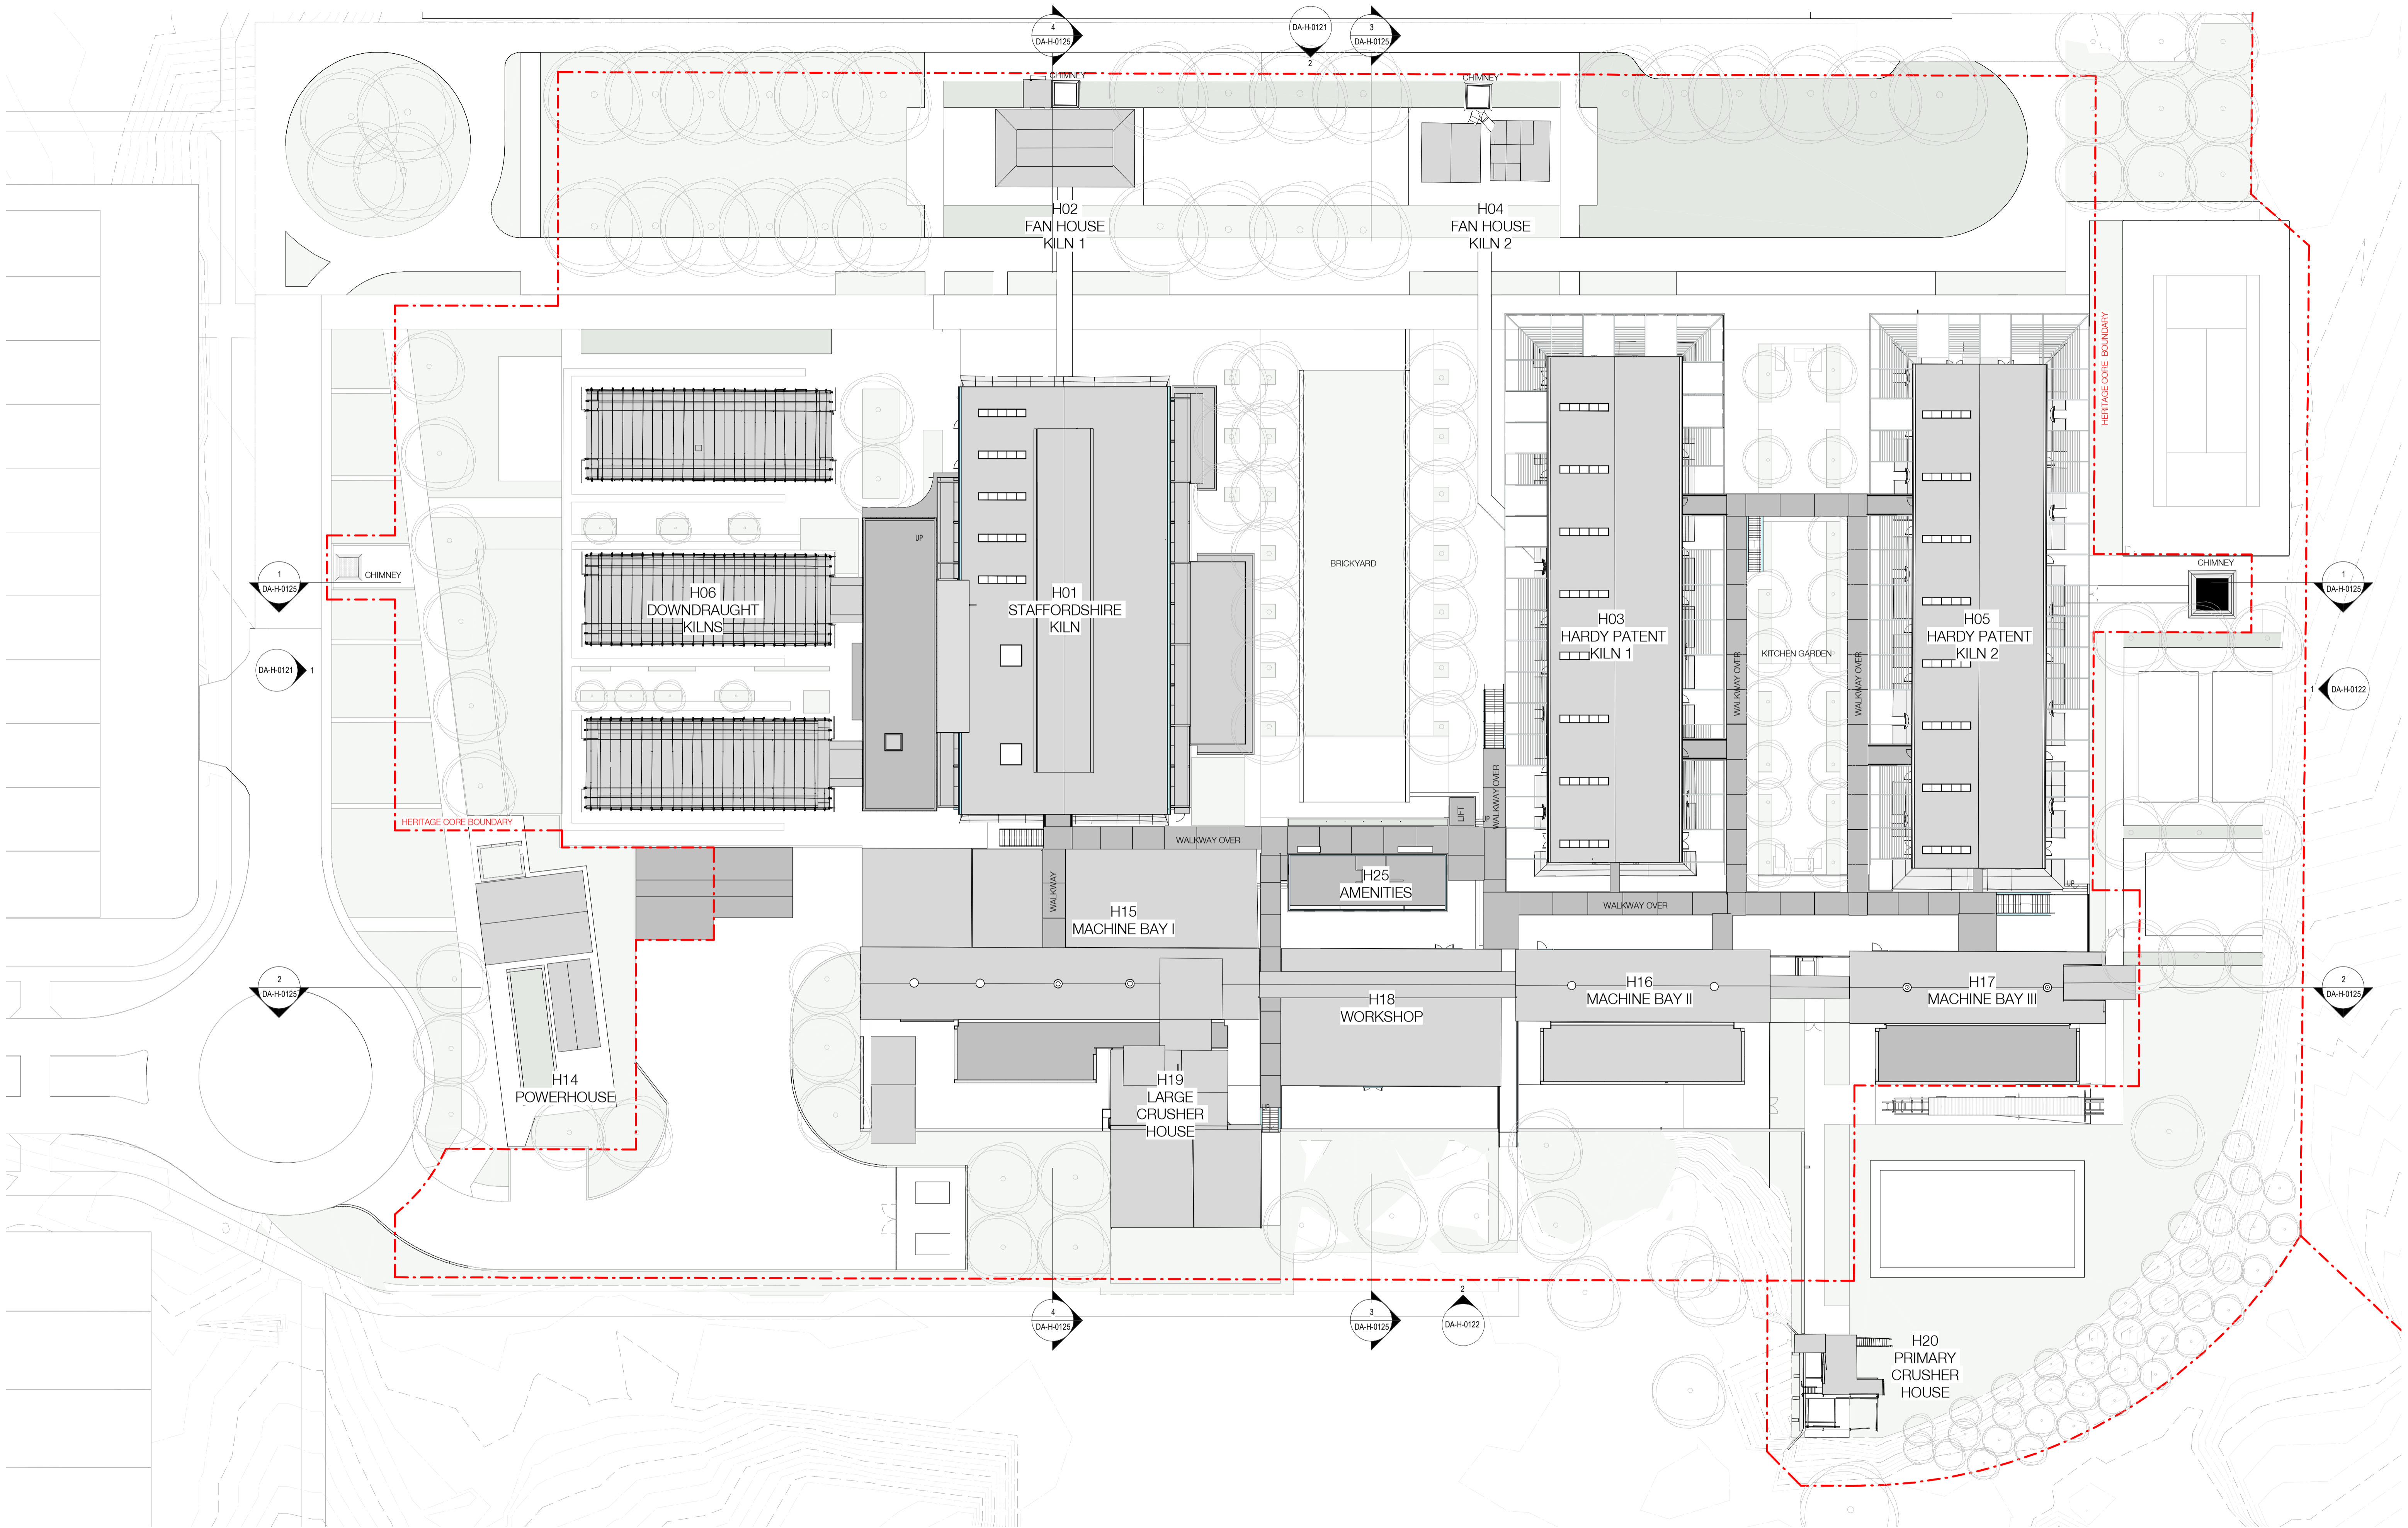 4
DA-H-0125
DA-H-0121
2
3
DA-H-0125
CHIMNEY
CHIMNEY
H02
FAN HOUSE
KILN 1
H04
FAN HOUSE
KILN 2
HERITAGE CORE BOUNDARY
UP
BRICKYARD
CHIMNEY
CHIMNEY
1
DA-H-0125
1
DA-H-0125
H06
DOWNDRAUGHT
KILNS
H01
STAFFORDSHIRE
KILN
H03
HARDY PATENT
KILN 1
H05
HARDY PATENT
KILN 2
KITCHEN GARDEN
WALKWAY OVER
WALKWAY OVER
DA-H-0121
1
1
DA-H-0122
WALKWAY OVER
LIFT
UP
HERITAGE CORE BOUNDARY
WALKWAY OVER
WALKWAY
H25
AMENITIES
UP
WALKWAY OVER
H15
MACHINE BAY I
2
DA-H-0125
H18
WORKSHOP
H16
MACHINE BAY II
H17
MACHINE BAY III
2
DA-H-0125
H14
POWERHOUSE
H19
LARGE
CRUSHER
HOUSE
UP
4
DA-H-0125
3
DA-H-0125
2
DA-H-0122
H20
PRIMARY
CRUSHER
HOUSE